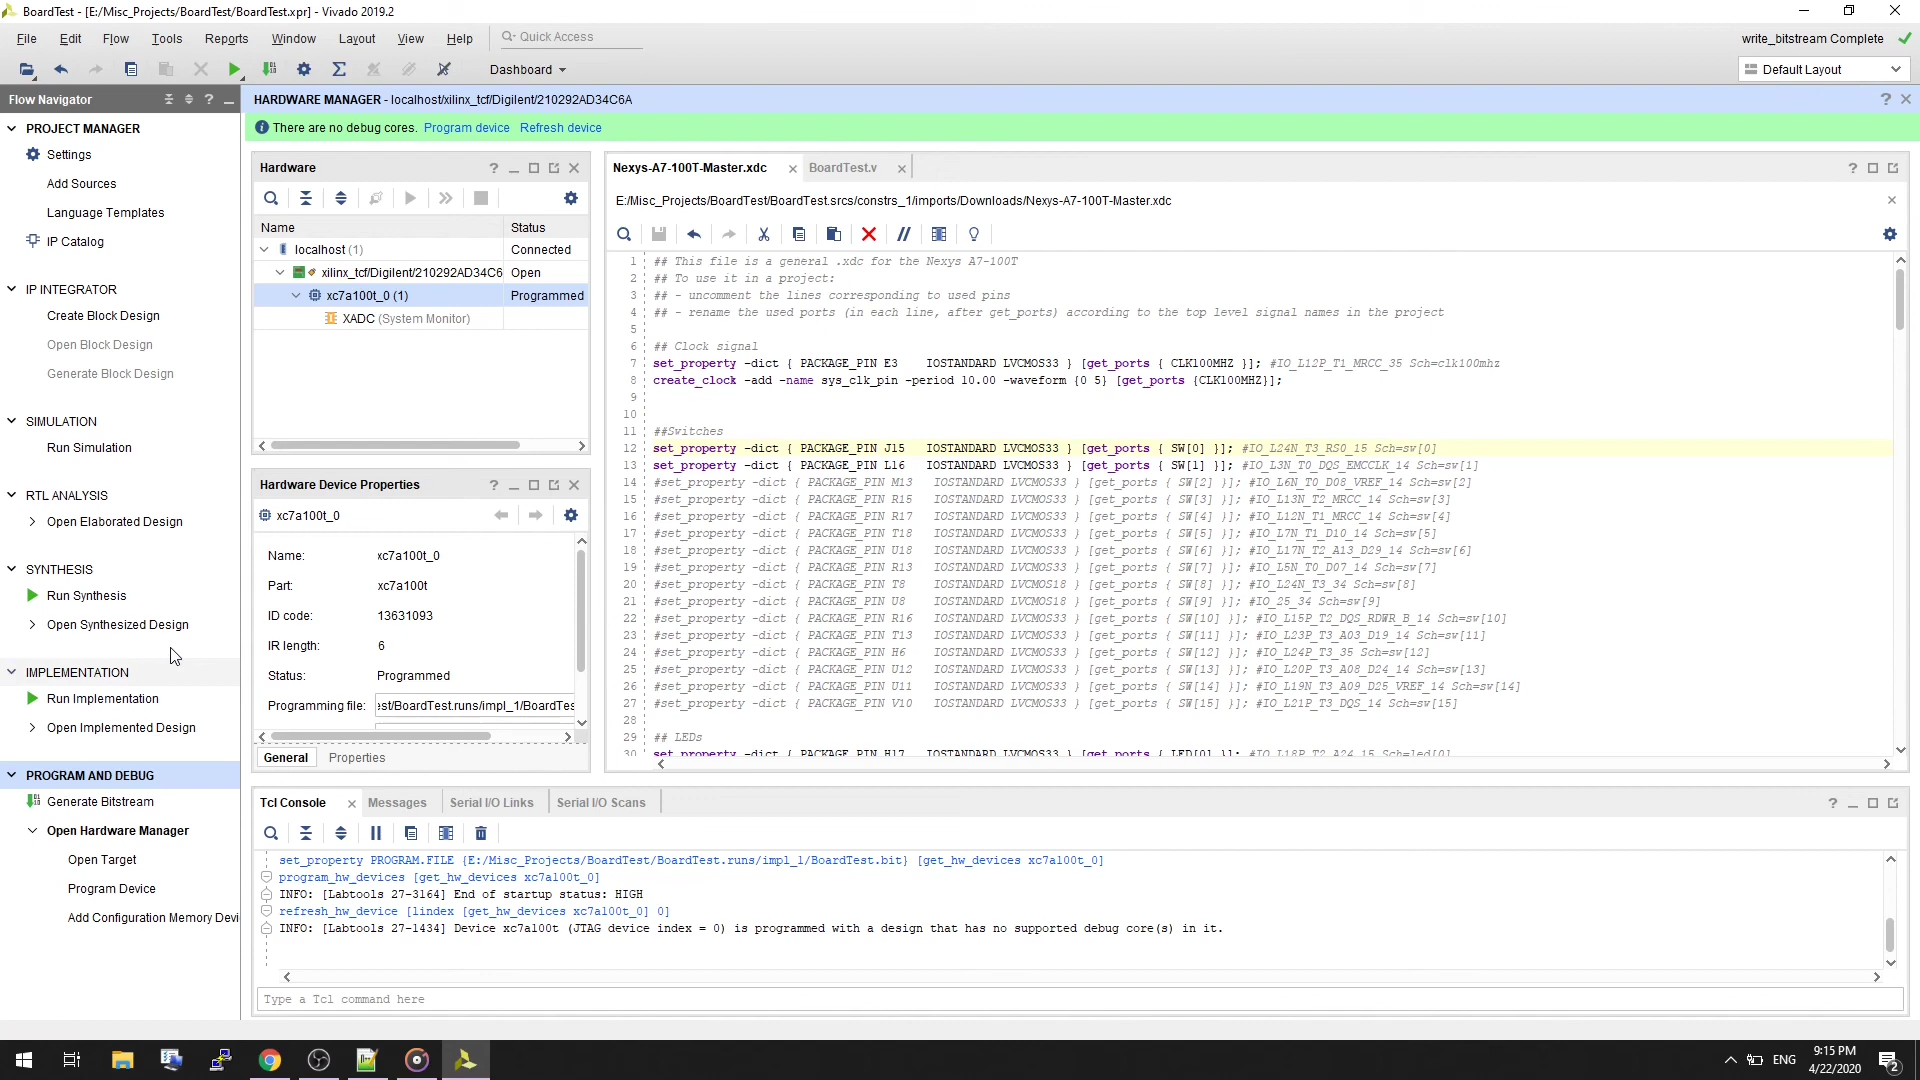 BoardTest - [E:/Misc_Projects/BoardTest/BoardTest.xpr] - Vivado 2019.2
File Edit Flow Tools Reports Window Layout View Help
Quick Access
write_bitstream Complete
Dashboard
Default Layout
Flow Navigator
PROJECT MANAGER
Settings
Add Sources
Language Templates
IP Catalog
IP INTEGRATOR
Create Block Design
Open Block Design
Generate Block Design
SIMULATION
Run Simulation
RTL ANALYSIS
Open Elaborated Design
SYNTHESIS
Run Synthesis
Open Synthesized Design
IMPLEMENTATION
Run Implementation
Open Implemented Design
PROGRAM AND DEBUG
Generate Bitstream
Open Hardware Manager
Open Target
Program Device
Add Configuration Memory Devi
HARDWARE MANAGER - localhost/xilinx_tcf/Digilent/210292AD34C6A
There are no debug cores. Program device Refresh device
Hardware
Name Status
localhost (1) Connected
xilinx_tcf/Digilent/210292AD34C6 Open
xc7a100t_0 (1) Programmed
XADC (System Monitor)
Hardware Device Properties
xc7a100t_0
Name: xc7a100t_0
Part: xc7a100t
ID code: 13631093
IR length: 6
Status: Programmed
Programming file: est/BoardTest.runs/impl_1/BoardTes
General Properties
Nexys-A7-100T-Master.xdc BoardTest.v
E:/Misc_Projects/BoardTest/BoardTest.srcs/constrs_1/imports/Downloads/Nexys-A7-100T-Master.xdc
1 ## This file is a general .xdc for the Nexys A7-100T
2 ## To use it in a project:
3 ## - uncomment the lines corresponding to used pins
4 ## - rename the used ports (in each line, after get_ports) according to the top level signal names in the project
5
6 ## Clock signal
7 set_property -dict { PACKAGE_PIN E3 IOSTANDARD LVCMOS33 } [get_ports { CLK100MHZ }]; #IO_L12P_T1_MRCC_35 Sch=clk100mhz
8 create_clock -add -name sys_clk_pin -period 10.00 -waveform {0 5} [get_ports {CLK100MHZ}];
9
10
11 ##Switches
12 set_property -dict { PACKAGE_PIN J15 IOSTANDARD LVCMOS33 } [get_ports { SW[0] }]; #IO_L24N_T3_RS0_15 Sch=sw[0]
13 set_property -dict { PACKAGE_PIN L16 IOSTANDARD LVCMOS33 } [get_ports { SW[1] }]; #IO_L3N_T0_DQS_EMCCLK_14 Sch=sw[1]
14 #set_property -dict { PACKAGE_PIN M13 IOSTANDARD LVCMOS33 } [get_ports { SW[2] }]; #IO_L6N_T0_D08_VREF_14 Sch=sw[2]
15 #set_property -dict { PACKAGE_PIN R15 IOSTANDARD LVCMOS33 } [get_ports { SW[3] }]; #IO_L13N_T2_MRCC_14 Sch=sw[3]
16 #set_property -dict { PACKAGE_PIN R17 IOSTANDARD LVCMOS33 } [get_ports { SW[4] }]; #IO_L12N_T1_MRCC_14 Sch=sw[4]
17 #set_property -dict { PACKAGE_PIN T18 IOSTANDARD LVCMOS33 } [get_ports { SW[5] }]; #IO_L7N_T1_D10_14 Sch=sw[5]
18 #set_property -dict { PACKAGE_PIN U18 IOSTANDARD LVCMOS33 } [get_ports { SW[6] }]; #IO_L17N_T2_A13_D29_14 Sch=sw[6]
19 #set_property -dict { PACKAGE_PIN R13 IOSTANDARD LVCMOS33 } [get_ports { SW[7] }]; #IO_L5N_T0_D07_14 Sch=sw[7]
20 #set_property -dict { PACKAGE_PIN T8 IOSTANDARD LVCMOS18 } [get_ports { SW[8] }]; #IO_L24N_T3_34 Sch=sw[8]
21 #set_property -dict { PACKAGE_PIN U8 IOSTANDARD LVCMOS18 } [get_ports { SW[9] }]; #IO_25_34 Sch=sw[9]
22 #set_property -dict { PACKAGE_PIN R16 IOSTANDARD LVCMOS33 } [get_ports { SW[10] }]; #IO_L15P_T2_DQS_RDWR_B_14 Sch=sw[10]
23 #set_property -dict { PACKAGE_PIN T13 IOSTANDARD LVCMOS33 } [get_ports { SW[11] }]; #IO_L23P_T3_A03_D19_14 Sch=sw[11]
24 #set_property -dict { PACKAGE_PIN H6 IOSTANDARD LVCMOS33 } [get_ports { SW[12] }]; #IO_L24P_T3_35 Sch=sw[12]
25 #set_property -dict { PACKAGE_PIN U12 IOSTANDARD LVCMOS33 } [get_ports { SW[13] }]; #IO_L20P_T3_A08_D24_14 Sch=sw[13]
26 #set_property -dict { PACKAGE_PIN U11 IOSTANDARD LVCMOS33 } [get_ports { SW[14] }]; #IO_L19N_T3_A09_D25_VREF_14 Sch=sw[14]
27 #set_property -dict { PACKAGE_PIN V10 IOSTANDARD LVCMOS33 } [get_ports { SW[15] }]; #IO_L21P_T3_DQS_14 Sch=sw[15]
28
29 ## LEDs
30 set_property -dict { PACKAGE_PIN H17 IOSTANDARD LVCMOS33 } [get_ports { LED[0] }]; #IO_L18P_T2_A24_15 Sch=led[0]
Tcl Console Messages Serial I/O Links Serial I/O Scans
set_property PROGRAM.FILE {E:/Misc_Projects/BoardTest/BoardTest.runs/impl_1/BoardTest.bit} [get_hw_devices xc7a100t_0]
program_hw_devices [get_hw_devices xc7a100t_0]
INFO: [Labtools 27-3164] End of startup status: HIGH
refresh_hw_device [lindex [get_hw_devices xc7a100t_0] 0]
INFO: [Labtools 27-1434] Device xc7a100t (JTAG device index = 0) is programmed with a design that has no supported debug core(s) in it.
Type a Tcl command here
ENG
9:15 PM
4/22/2020
2